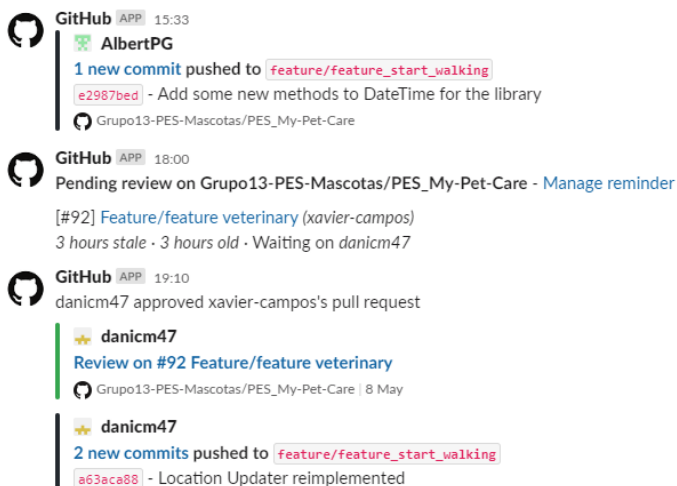 GitHub APP 15:33
AlbertPG
1 new commit pushed to feature/feature_start_walking
e2987bed - Add some new methods to DateTime for the library
Grupo13-PES-Mascotas/PES_My-Pet-Care
GitHub APP 18:00
Pending review on Grupo13-PES-Mascotas/PES_My-Pet-Care - Manage reminder
[#92] Feature/feature veterinary (xavier-campos)
3 hours stale · 3 hours old · Waiting on danicm47
GitHub APP 19:10
danicm47 approved xavier-campos's pull request
danicm47
Review on #92 Feature/feature veterinary
Grupo13-PES-Mascotas/PES_My-Pet-Care | 8 May
danicm47
2 new commits pushed to feature/feature_start_walking
a63aca88 - Location Updater reimplemented